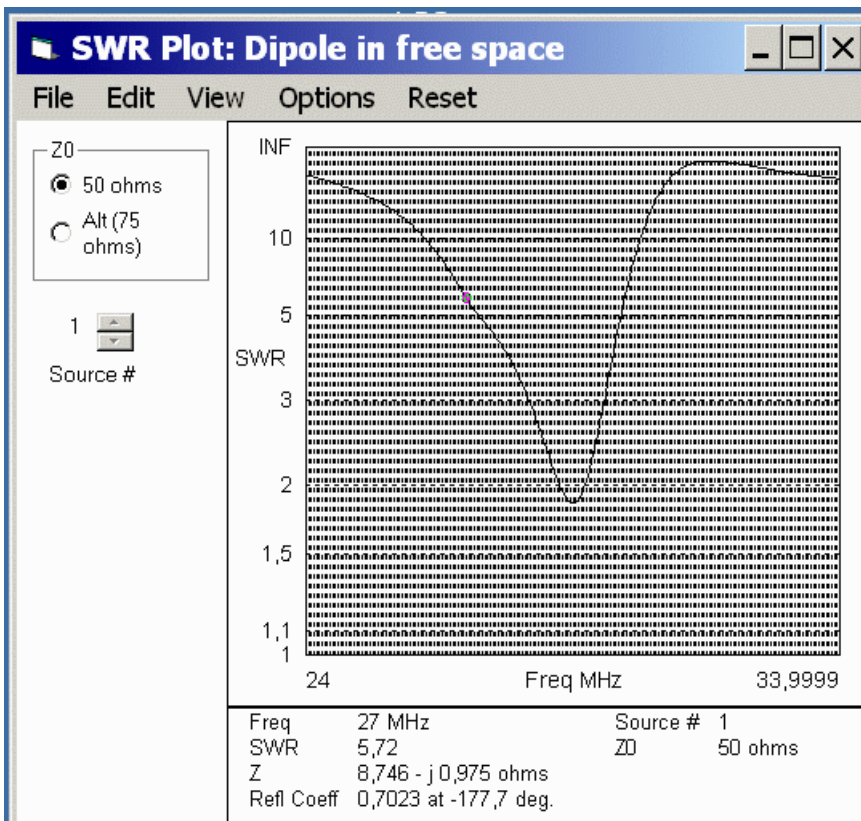 SWR Plot: Dipole in free space
File Edit View Options Reset
Z0
50 ohms
Alt (75
ohms)
1
Source #
INF
10
5
SWR
3
2
1,5
1,1
1
24 Freq MHz 33,9999
Freq 27 MHz Source # 1
SWR 5,72 Z0 50 ohms
Z 8,746 - j 0,975 ohms
Refl Coeff 0,7023 at -177,7 deg.